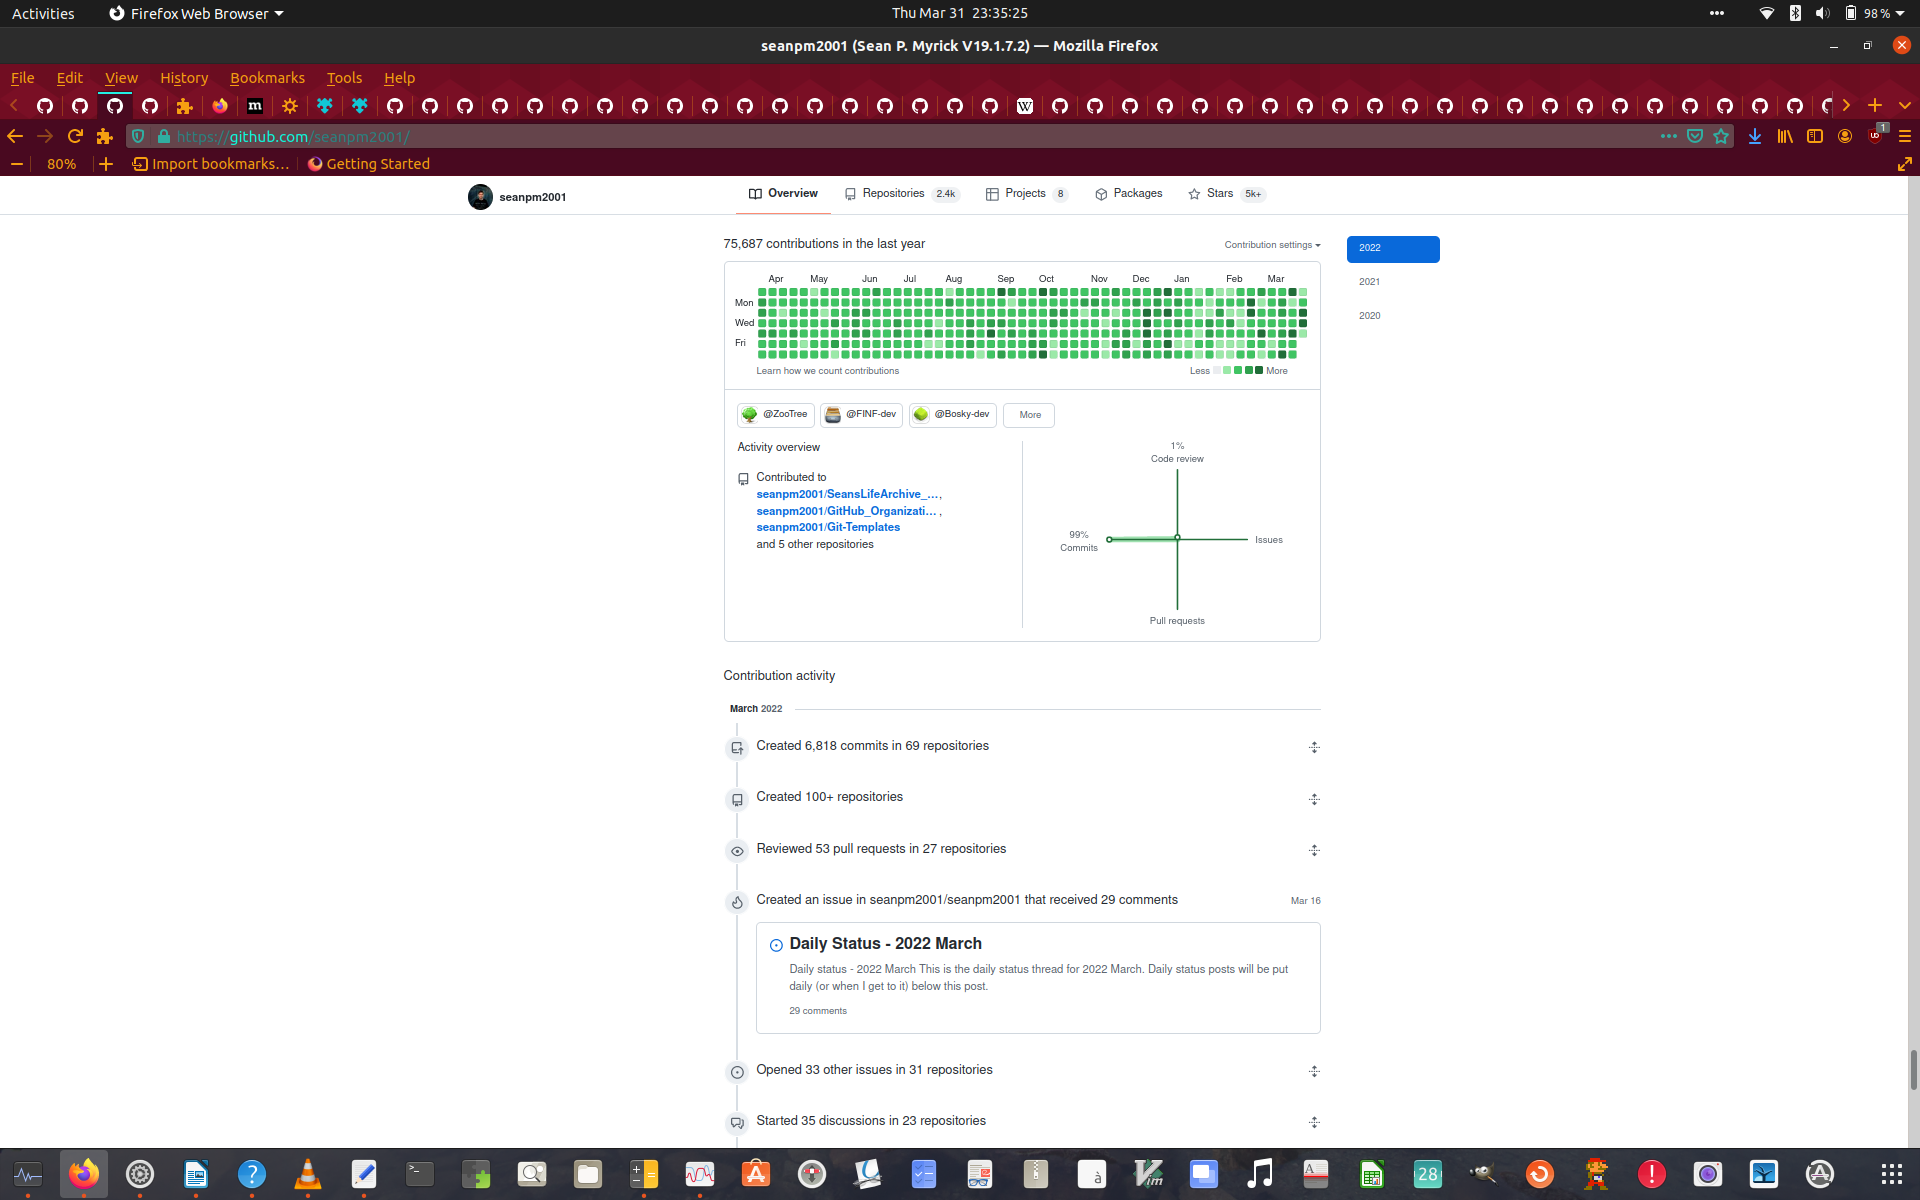 Activities Firefox Web Browser Thu Mar 31 23:35:25 98 %
seanpm2001 (Sean P. Myrick V19.1.7.2) — Mozilla Firefox
File Edit View History Bookmarks Tools Help
https://github.com/seanpm2001/ 1
80% Import bookmarks... Getting Started
seanpm2001 Overview Repositories 2.4k Projects 8 Packages Stars 5k+
75,687 contributions in the last year Contribution settings 2022
Apr May Jun Jul Aug Sep Oct Nov Dec Jan Feb Mar
2021
Mon
2020
Wed
Fri
Learn how we count contributions Less More
@ZooTree @FINF-dev @Bosky-dev More
Activity overview
1%
Code review
Contributed to
seanpm2001/SeansLifeArchive_... ,
seanpm2001/GitHub_Organizati... ,
seanpm2001/Git-Templates
and 5 other repositories
99%
Commits
Issues
Pull requests
Contribution activity
March 2022
Created 6,818 commits in 69 repositories
Created 100+ repositories
Reviewed 53 pull requests in 27 repositories
Created an issue in seanpm2001/seanpm2001 that received 29 comments Mar 16
Daily Status - 2022 March
Daily status - 2022 March This is the daily status thread for 2022 March. Daily status posts will be put
daily (or when I get to it) below this post.
29 comments
Opened 33 other issues in 31 repositories
Started 35 discussions in 23 repositories
28